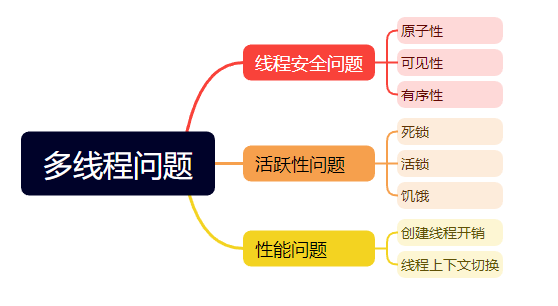 多线程问题
线程安全问题
原子性
可见性
有序性
活跃性问题
死锁
活锁
饥饿
性能问题
创建线程开销
线程上下文切换